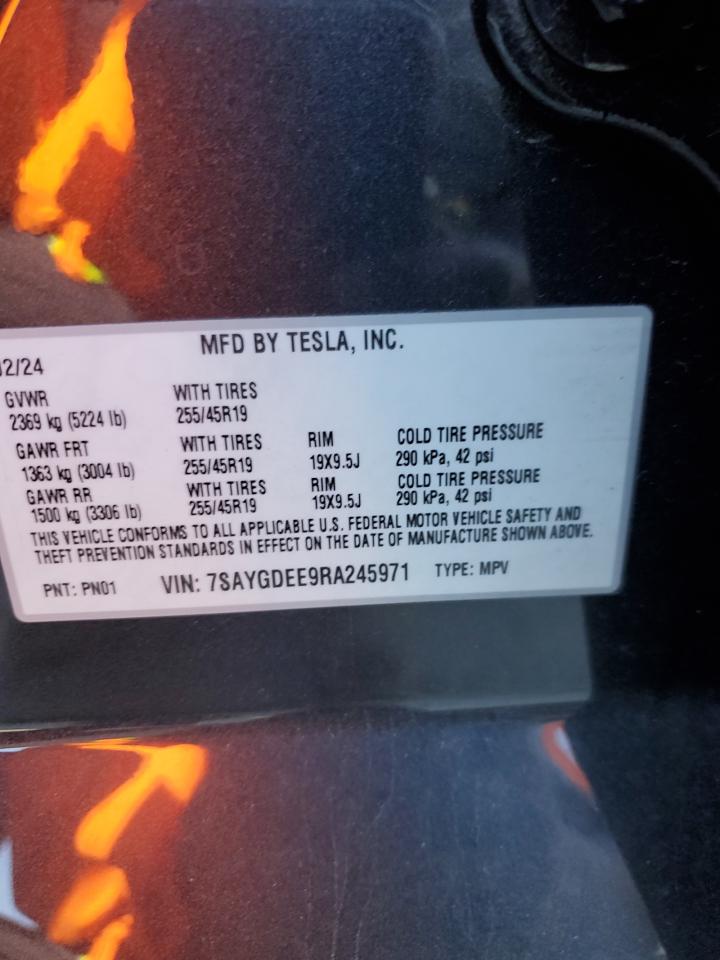 MFD BY TESLA, INC.
2/24
GVWR WITH TIRES
2369 kg (5224 lb) 255/45R19
GAWR FRT WITH TIRES RIM COLD TIRE PRESSURE
1363 kg (3004 lb) 255/45R19 19X9.5J 290 kPa, 42 psi
GAWR RR WITH TIRES RIM COLD TIRE PRESSURE
1500 kg (3306 lb) 255/45R19 19X9.5J 290 kPa, 42 psi
THIS VEHICLE CONFORMS TO ALL APPLICABLE U.S. FEDERAL MOTOR VEHICLE SAFETY AND
THEFT PREVENTION STANDARDS IN EFFECT ON THE DATE OF MANUFACTURE SHOWN ABOVE.
PNT: PN01 VIN: 7SAYGDEE9RA245971 TYPE: MPV